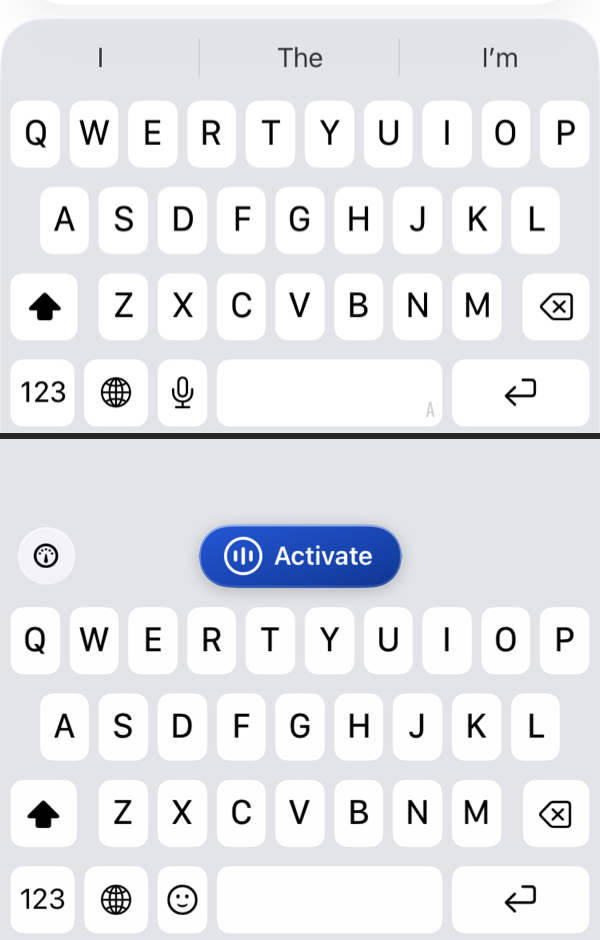 I The I’m
Q W E R T Y U I O P
A S D F G H J K L
Z X C V B N M
123 A
Activate
Q W E R T Y U I O P
A S D F G H J K L
Z X C V B N M
123